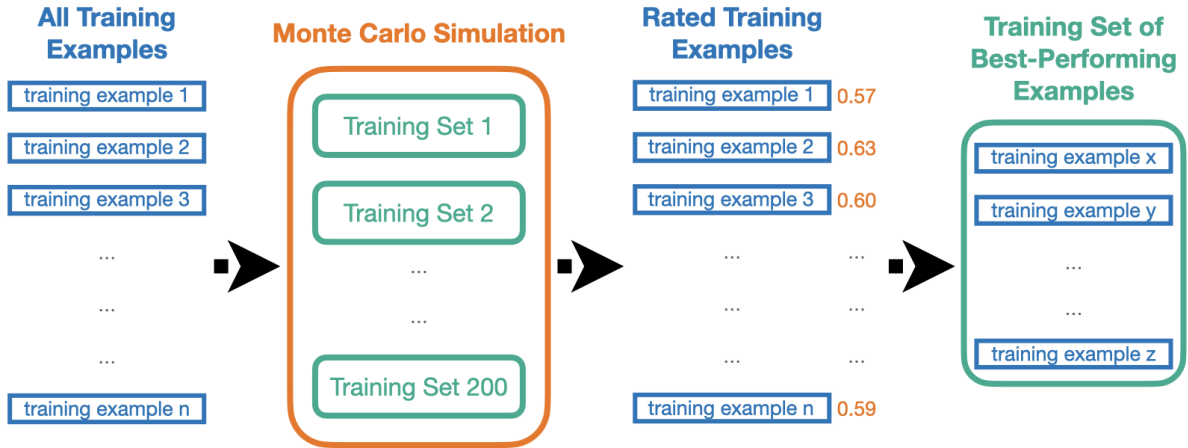 All Training
Examples
training example 1
training example 2
training example 3
...
...
...
training example n
Monte Carlo Simulation
Training Set 1
Training Set 2
...
...
Training Set 200
Rated Training
Examples
training example 1 0.57
training example 2 0.63
training example 3 0.60
... ...
... ...
... ...
training example n 0.59
Training Set of
Best-Performing
Examples
training example x
training example y
...
...
training example z